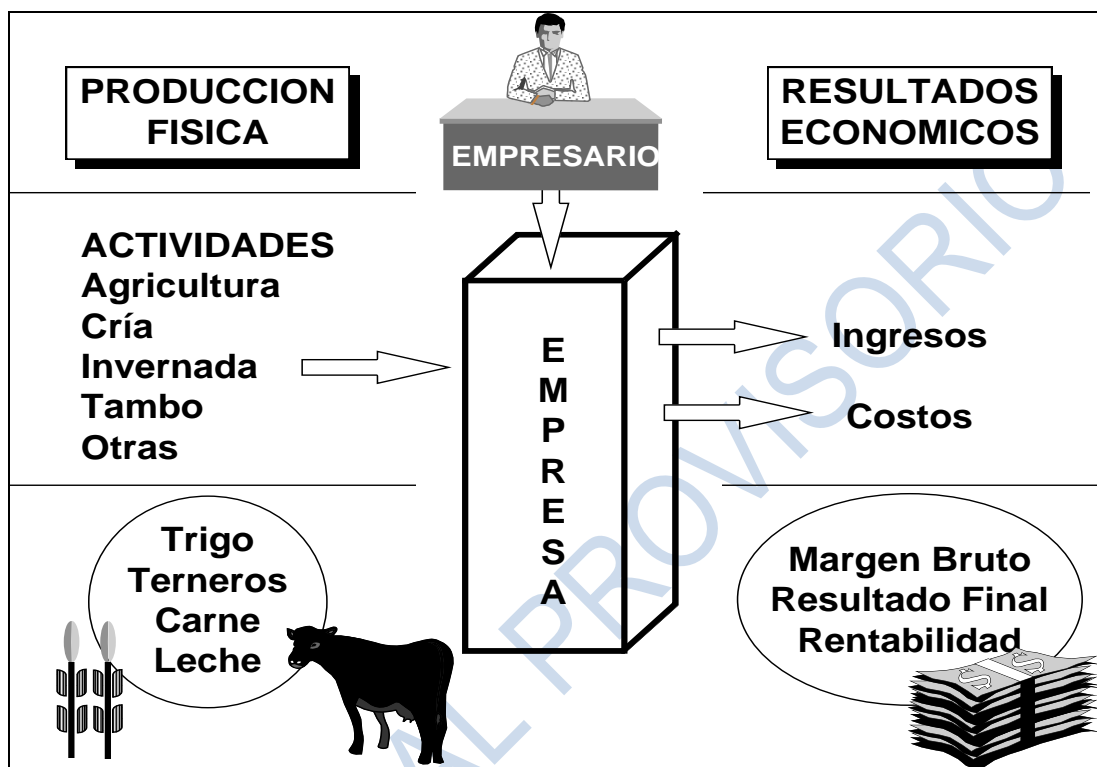 PRODUCCION
FISICA
EMPRESARIO
RESULTADOS
ECONOMICOS
ACTIVIDADES
Agricultura
Cría
Invernada
Tambo
Otras
E
M
P
R
E
S
A
Ingresos
Costos
Trigo
Terneros
Carne
Leche
Margen Bruto
Resultado Final
Rentabilidad
$
$
AL PROVISORIO